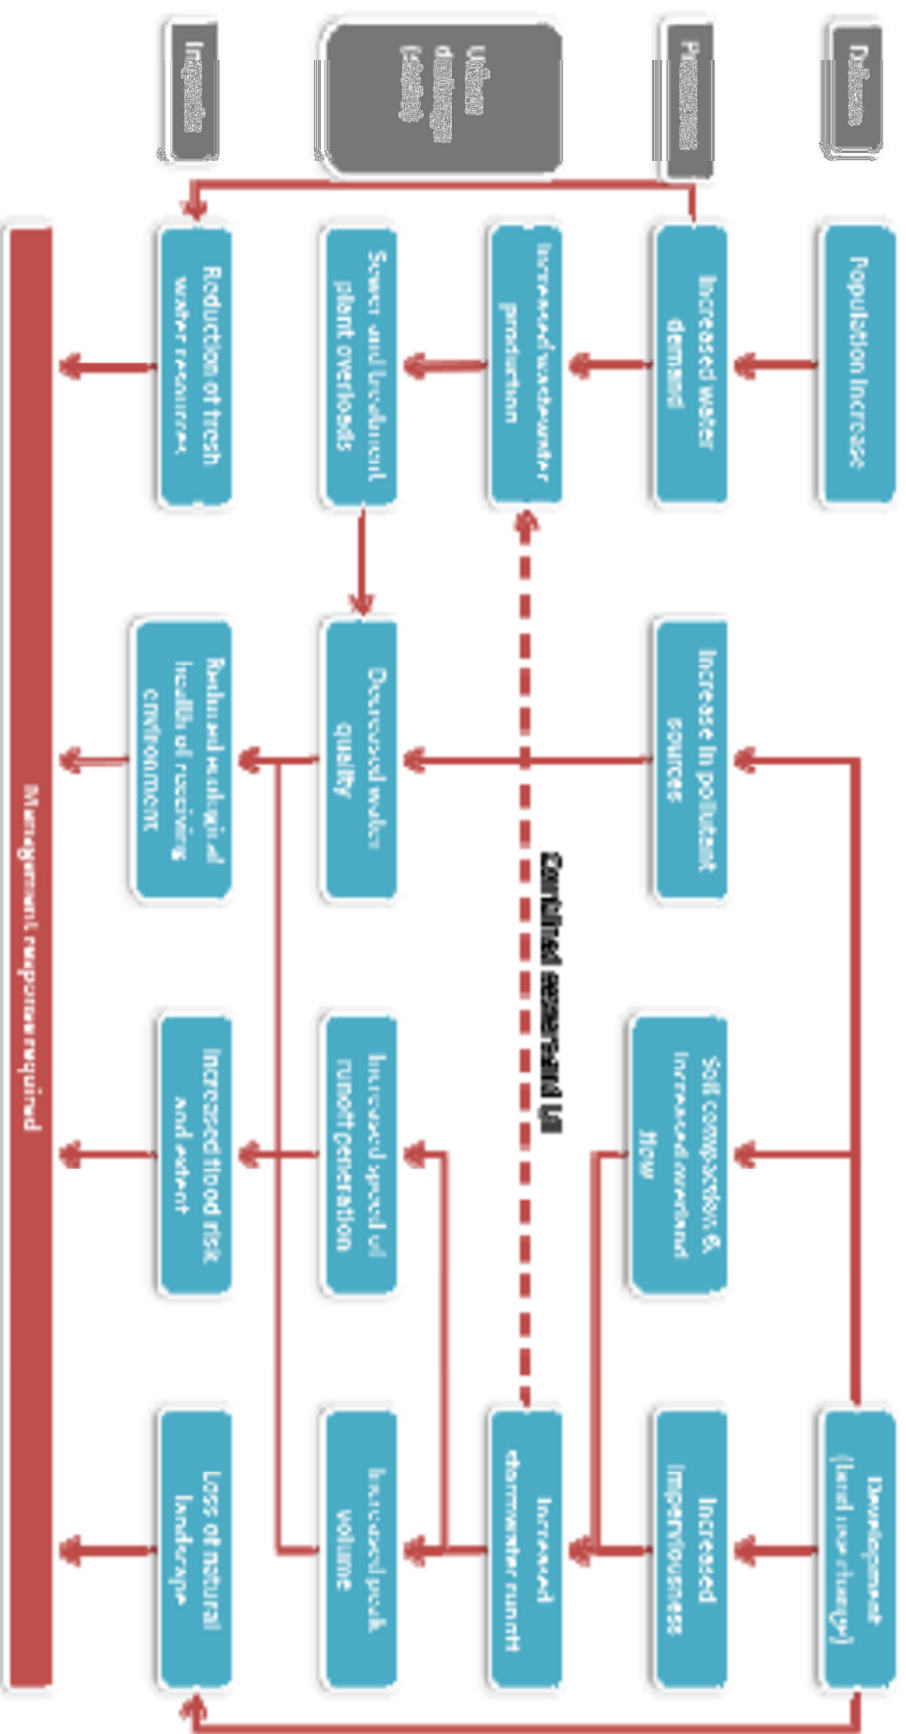 Drivers
Population increase
Development
(land use change)
Pressures
Increased water
demand
Increase in pollutant
sources
Soil compaction &
increased overland
flow
Increased
imperviousness
Urban
drainage
Increased wastewater
production
Combined sewers and I/I
Increased
stormwater runoff
Sewer and treatment
plant overloads
Decreased water
quality
Increased speed of
runoff generation
Increased peak
volume
Impacts
Reduction of fresh
water resources
Reduced ecological
health of receiving
environment
Increased flood risk
and extent
Loss of natural
landscape
Management response required